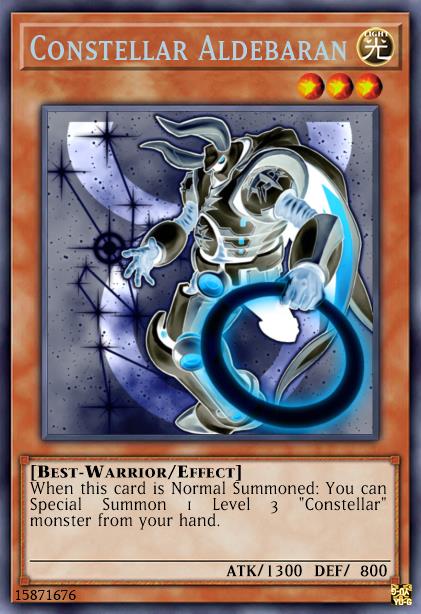 CONSTELLAR ALDEBARAN
LIGHT
光
[BEST-WARRIOR/EFFECT]
When this card is Normal Summoned: You can
Special Summon 1 Level 3 "Constellar"
monster from your hand.
ATK/1300 DEF/ 800
15871676